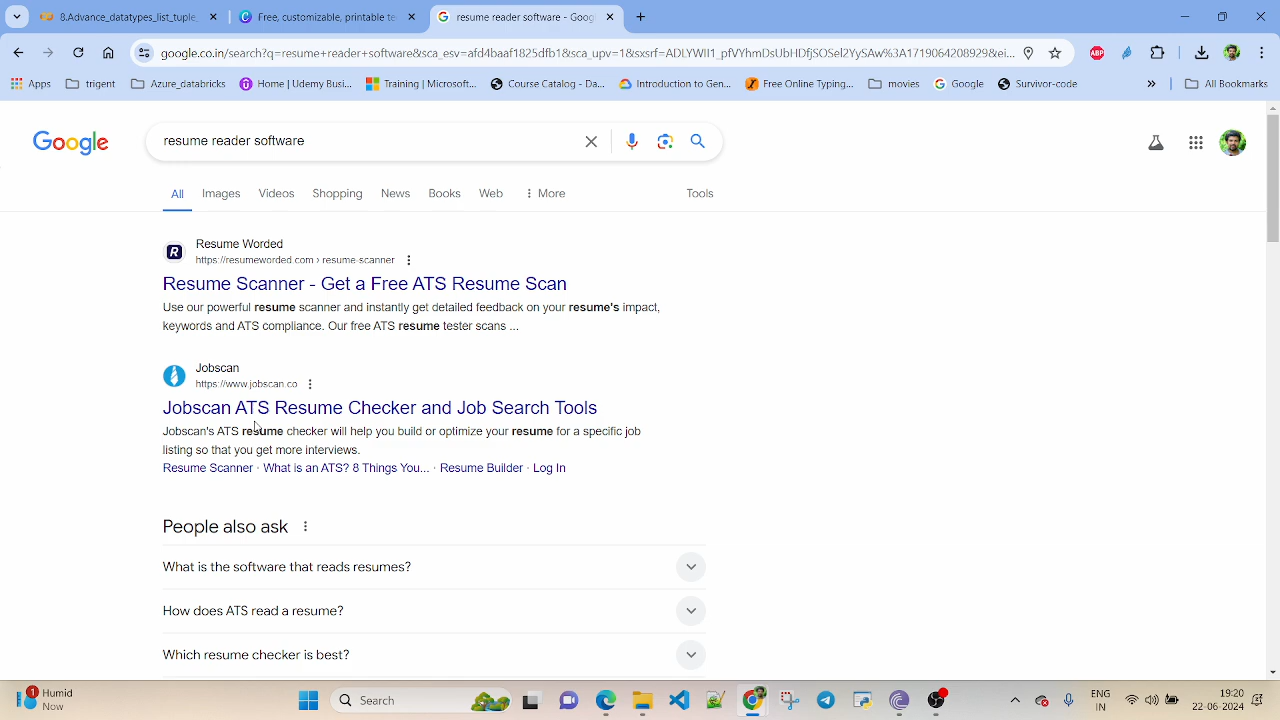 8.Advance_datatypes_list_tuple_
Free, customizable, printable te
resume reader software - Goog
google.co.in/search?q=resume+reader+software&sca_esv=afd4baaf1825dfb1&sca_upv=1&sxsrf=ADLYWII1_pfVYhmDsUbHDfjSOSel2YySAw%3A1719064208929&ei...
Apps
trigent
Azure_databricks
Home | Udemy Busi...
Training | Microsoft...
Course Catalog - Da...
Introduction to Gen...
Free Online Typing...
movies
Google
Survivor-code
»
All Bookmarks
Google
resume reader software
All
Images
Videos
Shopping
News
Books
Web
More
Tools
Resume Worded
https://resumeworded.com › resume-scanner
Resume Scanner - Get a Free ATS Resume Scan
Use our powerful resume scanner and instantly get detailed feedback on your resume's impact,
keywords and ATS compliance. Our free ATS resume tester scans ...
Jobscan
https://www.jobscan.co
Jobscan ATS Resume Checker and Job Search Tools
Jobscan's ATS resume checker will help you build or optimize your resume for a specific job
listing so that you get more interviews.
Resume Scanner · What is an ATS? 8 Things You... · Resume Builder · Log In
People also ask
What is the software that reads resumes?
How does ATS read a resume?
Which resume checker is best?
1
Humid
Now
Search
ENG
IN
19:20
22-06-2024